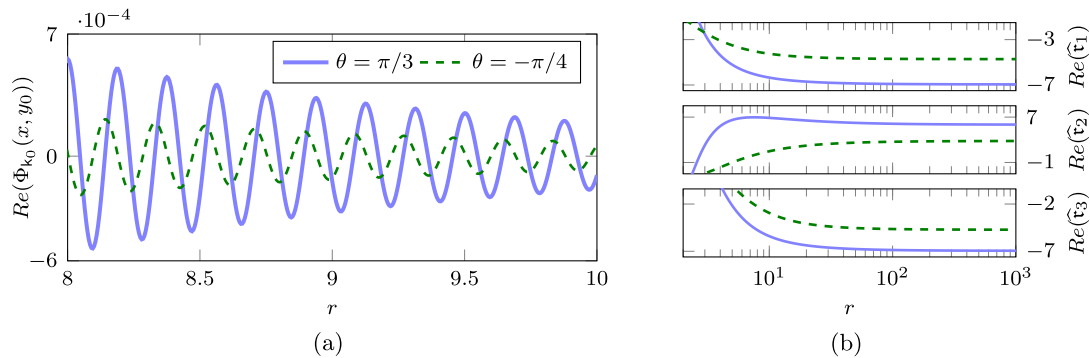 ·10⁻⁴
7
0
−6
Re(Φ_{k₀}(x, y₀))
θ = π/3
θ = −π/4
8
8.5
9
9.5
10
r
(a)
−3
−7
Re(r̂₁)
7
−1
Re(r̂₂)
−2
−7
Re(r̂₃)
10¹
10²
10³
r
(b)